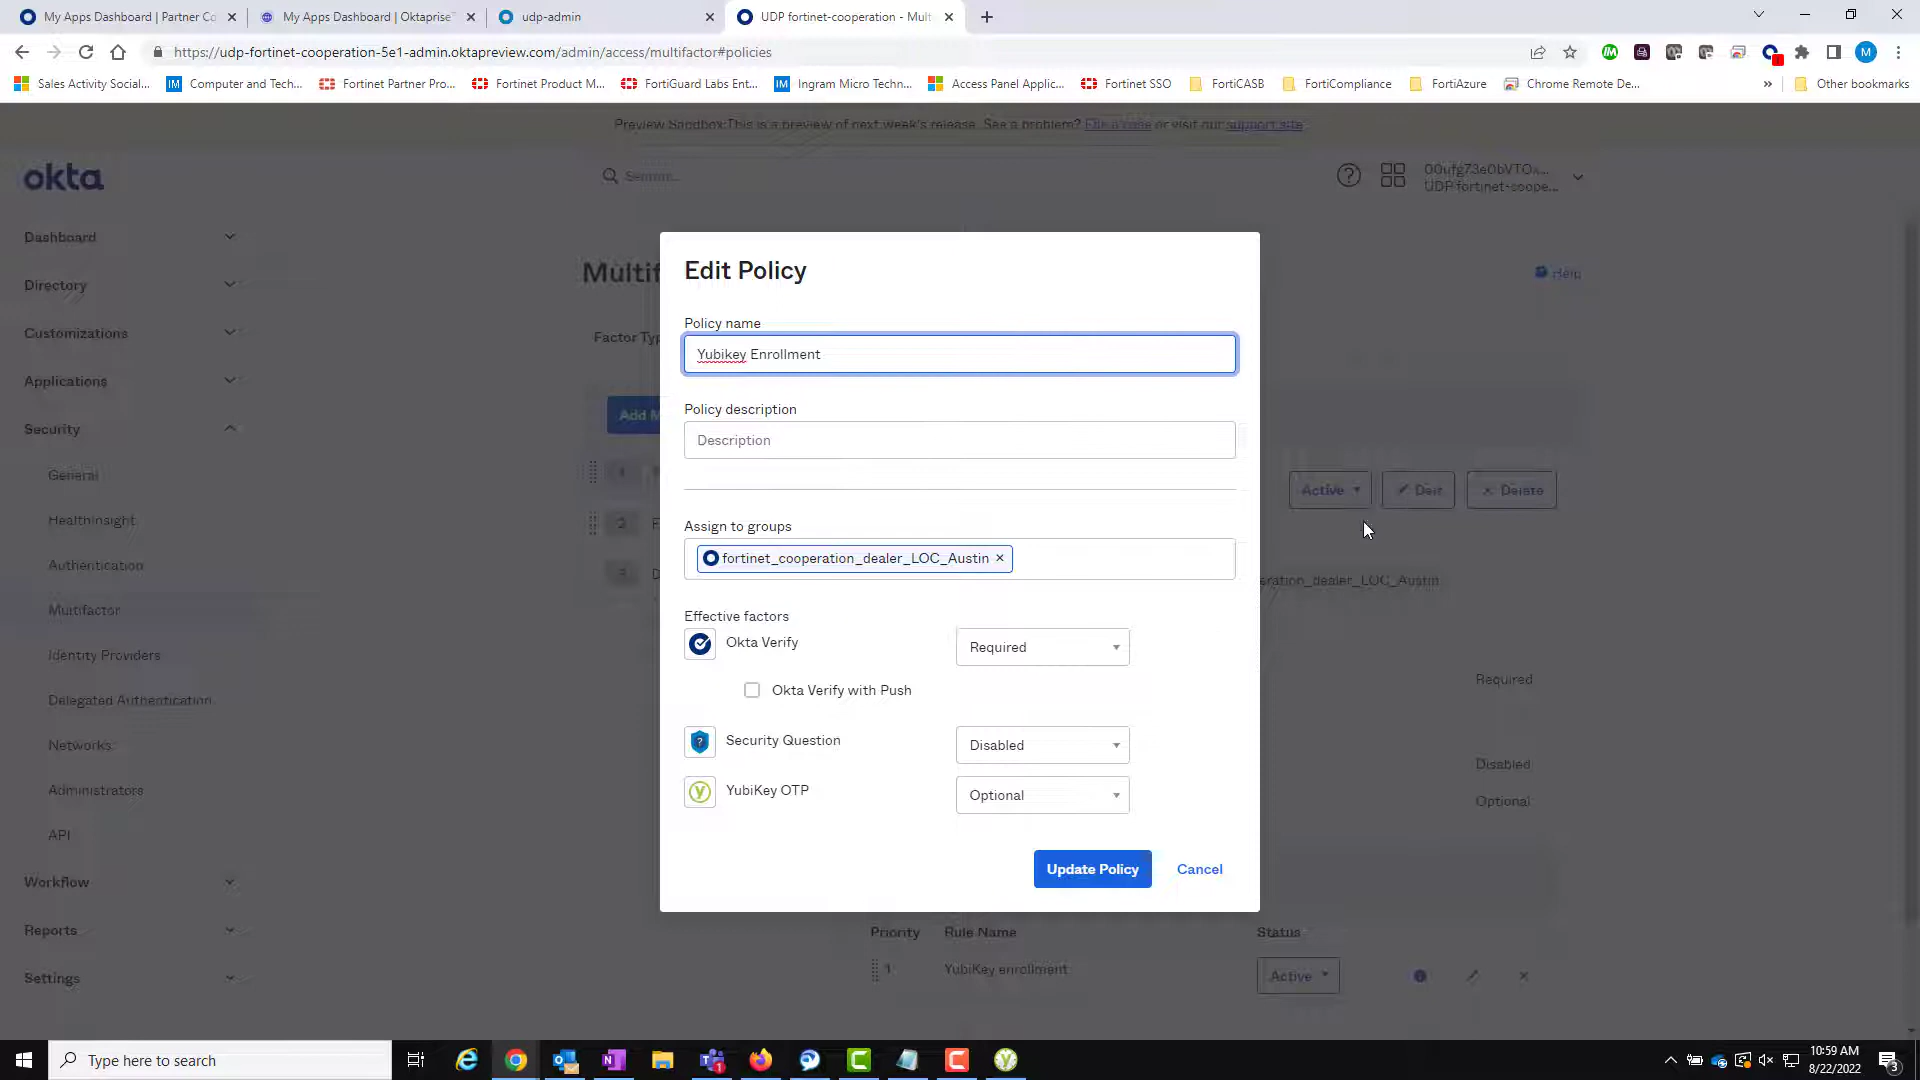 My Apps Dashboard | Partner Co
My Apps Dashboard | Oktaprise
udp-admin
UDP fortinet-cooperation - Mult
https://udp-fortinet-cooperation-5e1-admin.oktapreview.com/admin/access/multifactor#policies
M
Sales Activity Social...
IM
Computer and Tech...
Fortinet Partner Pro...
Fortinet Product M...
FortiGuard Labs Ent...
IM
Ingram Micro Techn...
Access Panel Applic...
Fortinet SSO
FortiCASB
FortiCompliance
FortiAzure
Chrome Remote De...
»
Other bookmarks
Preview Sandbox: This is a preview of next week's release. See a problem? File a case or visit our support site
okta
Search...
00ufg73e0bVTOx...
UDP fortinet-coope...
Dashboard
Directory
Customizations
Applications
Security
General
HealthInsight
Authentication
Multifactor
Identity Providers
Delegated Authentication
Networks
Administrators
API
Workflow
Reports
Settings
Multif
Help
Factor Typ
Add M
1
2
F
3
D
Active
Edit
Delete
eration_dealer_LOC_Austin
Required
Disabled
Optional
Edit Policy
Policy name
Yubikey Enrollment
Policy description
Description
Assign to groups
fortinet_cooperation_dealer_LOC_Austin ×
Effective factors
Okta Verify
Required
Okta Verify with Push
Security Question
Disabled
YubiKey OTP
Optional
Update Policy
Cancel
Priority
Rule Name
Status
1
YubiKey enrollment
Active
Type here to search
10:59 AM
8/22/2022
3